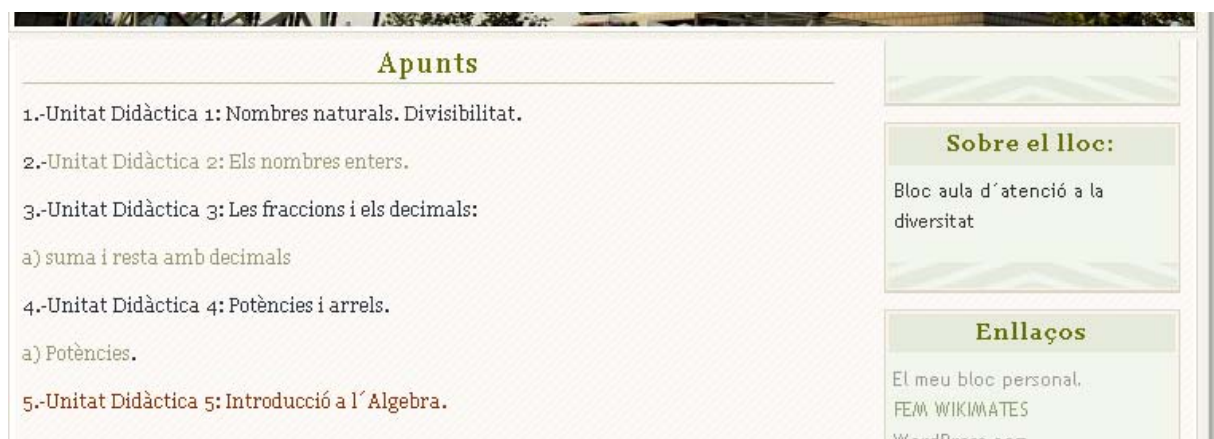 Apunts
1.-Unitat Didàctica 1: Nombres naturals. Divisibilitat.
2.-Unitat Didàctica 2: Els nombres enters.
3.-Unitat Didàctica 3: Les fraccions i els decimals:
a) suma i resta amb decimals
4.-Unitat Didàctica 4: Potències i arrels.
a) Potències.
5.-Unitat Didàctica 5: Introducció a l´Algebra.
Sobre el lloc:
Bloc aula d´atenció a la
diversitat
Enllaços
El meu bloc personal.
FEM WIKIMATES